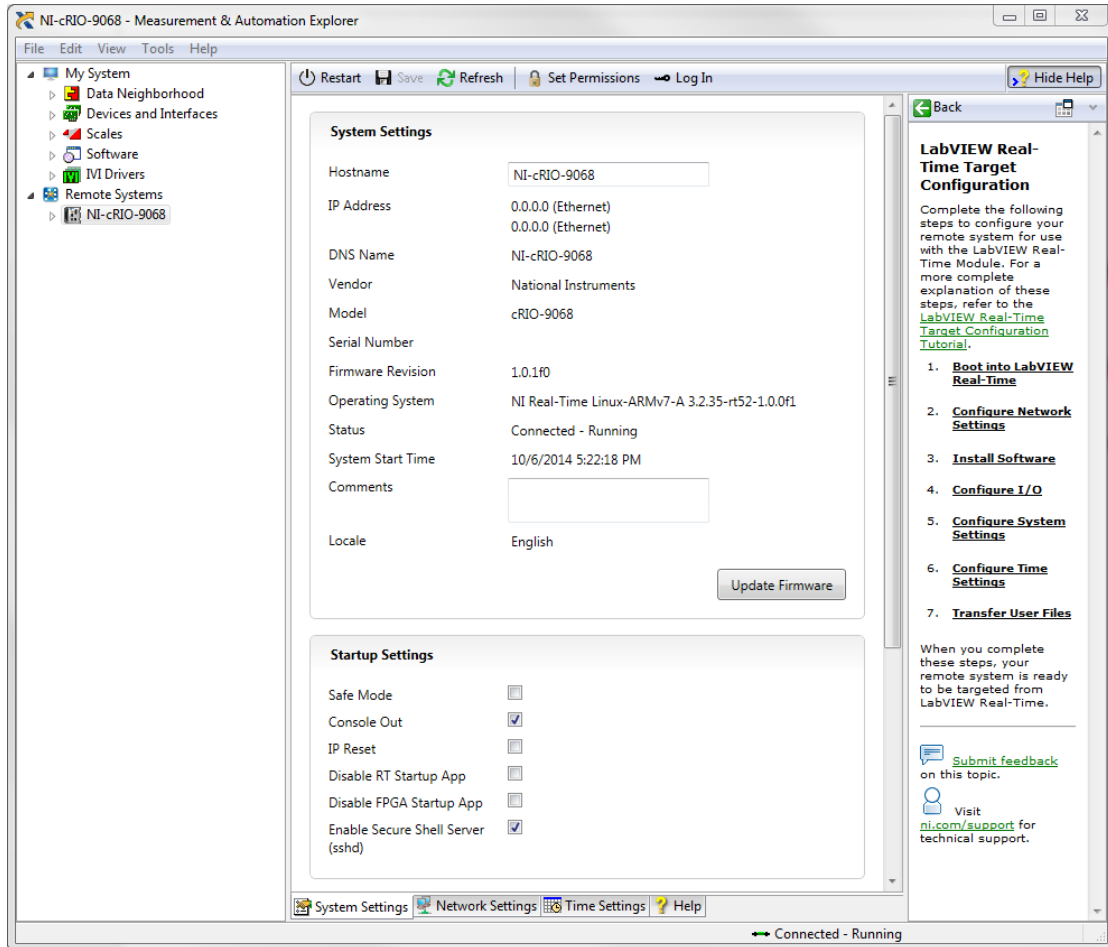 NI-cRIO-9068 - Measurement & Automation Explorer
File Edit View Tools Help
My System
Data Neighborhood
Devices and Interfaces
Scales
Software
IVI Drivers
Remote Systems
NI-cRIO-9068
Restart Save Refresh Set Permissions Log In Hide Help
System Settings
Hostname NI-cRIO-9068
IP Address 0.0.0.0 (Ethernet)
0.0.0.0 (Ethernet)
DNS Name NI-cRIO-9068
Vendor National Instruments
Model cRIO-9068
Serial Number
Firmware Revision 1.0.1f0
Operating System NI Real-Time Linux-ARMv7-A 3.2.35-rt52-1.0.0f1
Status Connected - Running
System Start Time 10/6/2014 5:22:18 PM
Comments
Locale English
Update Firmware
Startup Settings
Safe Mode
Console Out
IP Reset
Disable RT Startup App
Disable FPGA Startup App
Enable Secure Shell Server
(sshd)
System Settings Network Settings Time Settings Help
Back
LabVIEW Real-
Time Target
Configuration
Complete the following
steps to configure your
remote system for use
with the LabVIEW Real-
Time Module. For a
more complete
explanation of these
steps, refer to the
LabVIEW Real-Time
Target Configuration
Tutorial.
1. Boot into LabVIEW
Real-Time
2. Configure Network
Settings
3. Install Software
4. Configure I/O
5. Configure System
Settings
6. Configure Time
Settings
7. Transfer User Files
When you complete
these steps, your
remote system is ready
to be targeted from
LabVIEW Real-Time.
Submit feedback
on this topic.
Visit
ni.com/support for
technical support.
Connected - Running